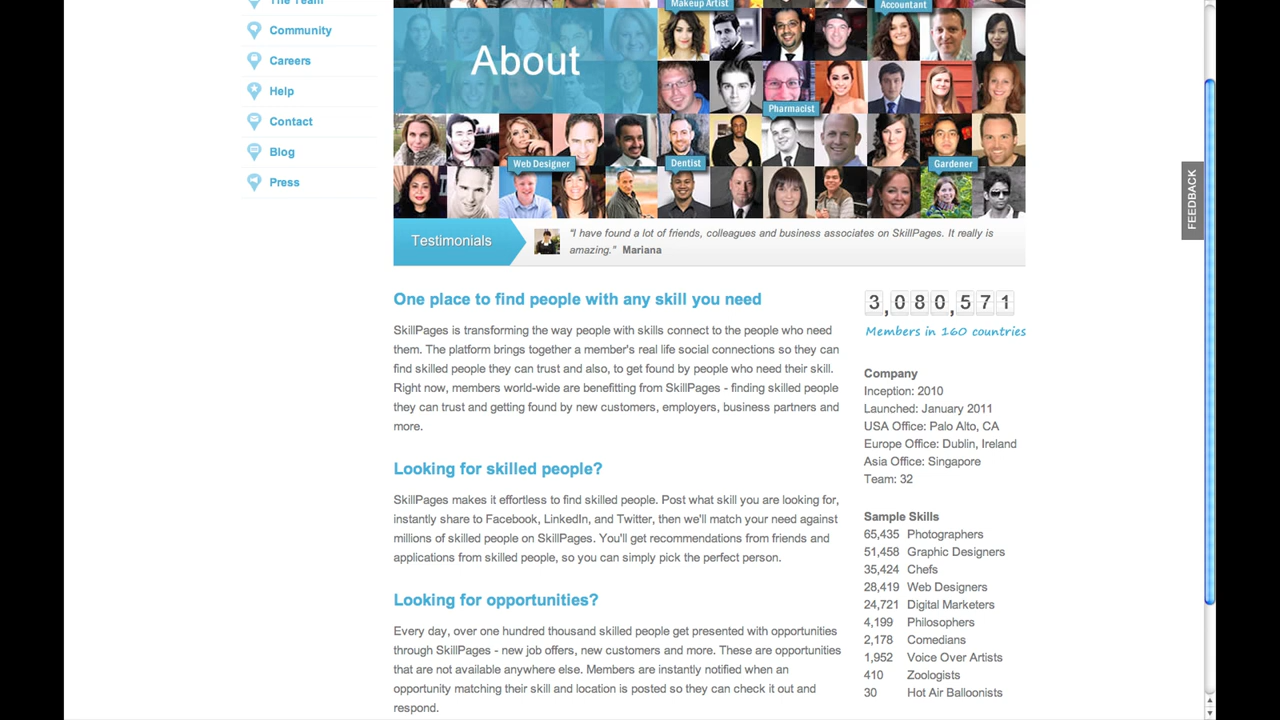 The Team
Community
Careers
Help
Contact
Blog
Press
Makeup Artist
Accountant
About
Pharmacist
Web Designer
Dentist
Gardener
Testimonials
"I have found a lot of friends, colleagues and business associates on SkillPages. It really is
amazing." Mariana
FEEDBACK
One place to find people with any skill you need
SkillPages is transforming the way people with skills connect to the people who need
them. The platform brings together a member's real life social connections so they can
find skilled people they can trust and also, to get found by people who need their skill.
Right now, members world-wide are benefitting from SkillPages - finding skilled people
they can trust and getting found by new customers, employers, business partners and
more.
Looking for skilled people?
SkillPages makes it effortless to find skilled people. Post what skill you are looking for,
instantly share to Facebook, LinkedIn, and Twitter, then we'll match your need against
millions of skilled people on SkillPages. You'll get recommendations from friends and
applications from skilled people, so you can simply pick the perfect person.
Looking for opportunities?
Every day, over one hundred thousand skilled people get presented with opportunities
through SkillPages - new job offers, new customers and more. These are opportunities
that are not available anywhere else. Members are instantly notified when an
opportunity matching their skill and location is posted so they can check it out and
respond.
3,080,571
Members in 160 countries
Company
Inception: 2010
Launched: January 2011
USA Office: Palo Alto, CA
Europe Office: Dublin, Ireland
Asia Office: Singapore
Team: 32
Sample Skills
65,435 Photographers
51,458 Graphic Designers
35,424 Chefs
28,419 Web Designers
24,721 Digital Marketers
4,199 Philosophers
2,178 Comedians
1,952 Voice Over Artists
410 Zoologists
30 Hot Air Balloonists